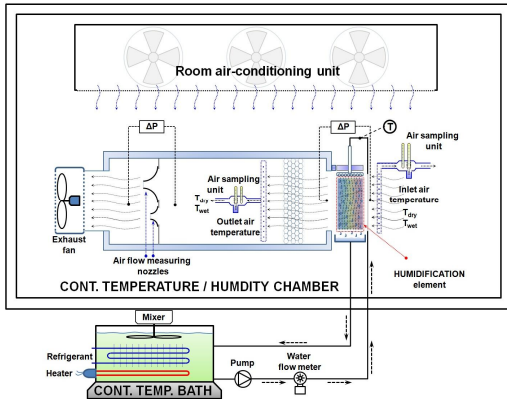 Room air-conditioning unit
ΔP
ΔP
T
Air sampling
unit
Air sampling
unit
Tdry
Twet
Outlet air
temperature
Inlet air
temperature
Tdry
Twet
Exhaust
fan
Air flow measuring
nozzles
HUMIDIFICATION
element
CONT. TEMPERATURE / HUMDITY CHAMBER
Mixer
Refrigerant
Heater
CONT. TEMP. BATH
Pump
Water
flow meter